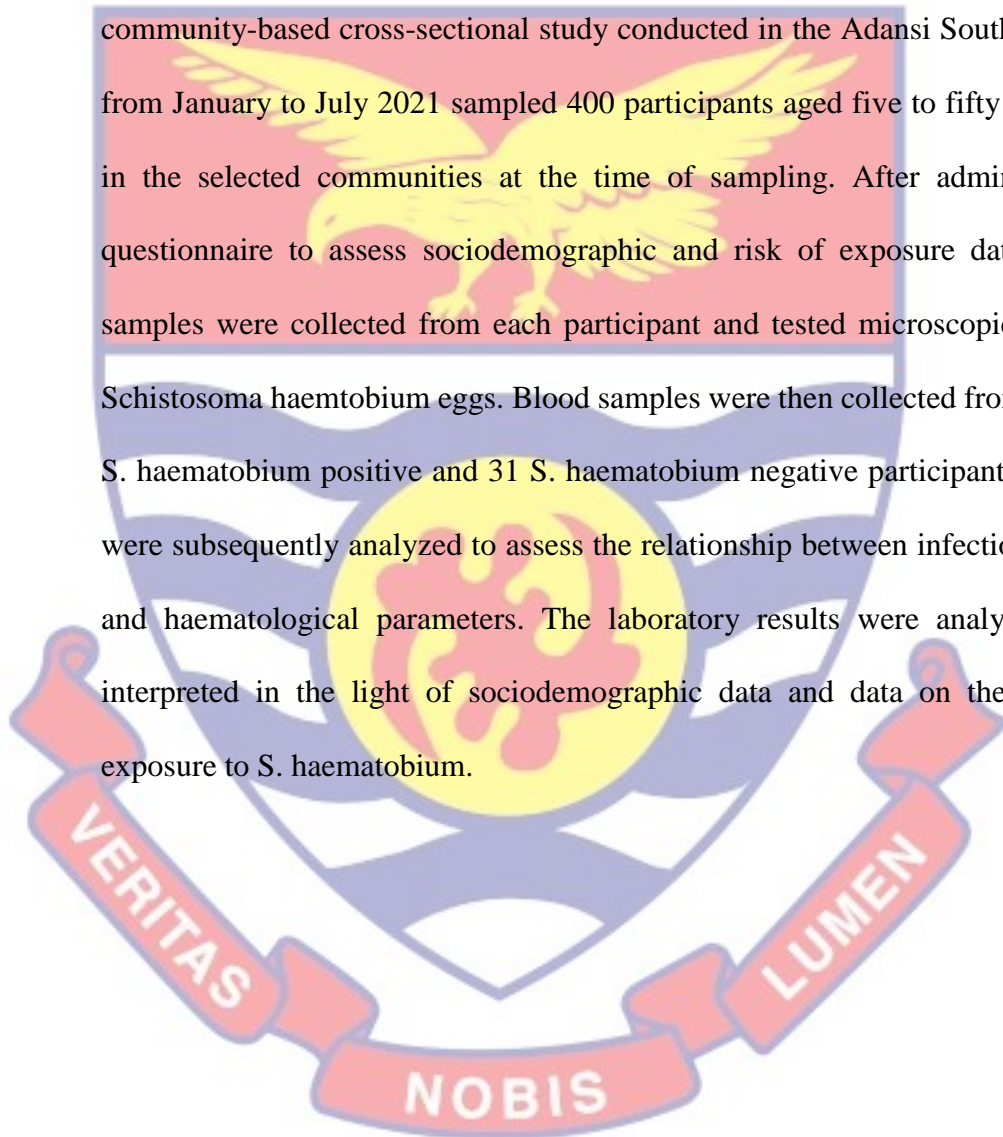 community-based cross-sectional study conducted in the Adansi South
from January to July 2021 sampled 400 participants aged five to fifty
in the selected communities at the time of sampling. After admin
questionnaire to assess sociodemographic and risk of exposure dat
samples were collected from each participant and tested microscopic
Schistosoma haemtobium eggs. Blood samples were then collected from
S. haematobium positive and 31 S. haematobium negative participant
were subsequently analyzed to assess the relationship between infectio
and haematological parameters. The laboratory results were analy
interpreted in the light of sociodemographic data and data on the
exposure to S. haematobium.
VERITAS
NOBIS
LUMEN